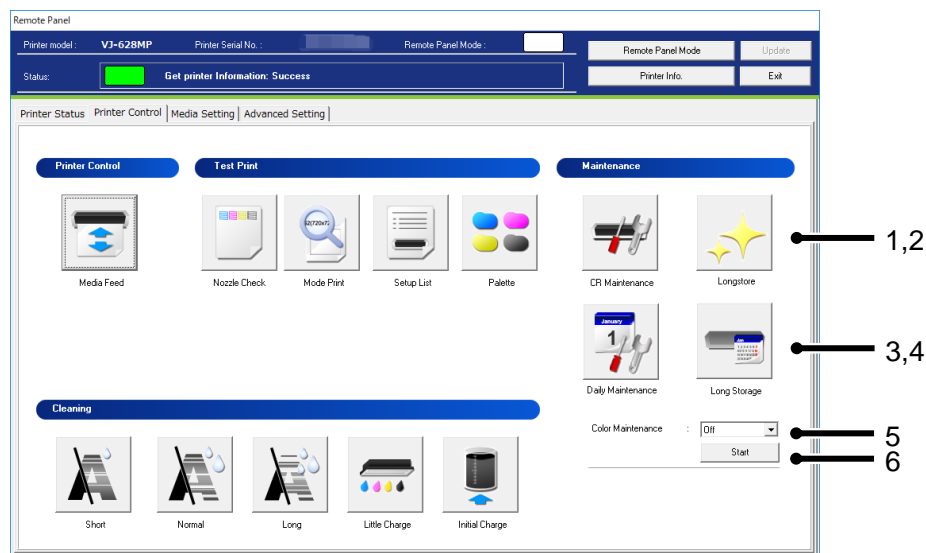 Remote Panel
Printer model : VJ-628MP Printer Serial No. : Remote Panel Mode :
Remote Panel Mode Update
Status: Get printer Information: Success
Printer Info. Exit
Printer Status Printer Control Media Setting Advanced Setting
Printer Control Test Print Maintenance
1,2
Media Feed Nozzle Check Mode Print Setup List Palette CR Maintenance Longstore
January
1
Jan
3,4
Daily Maintenance Long Storage
Cleaning
Color Maintenance : Off
5
Start
6
Short Normal Long Little Charge Initial Charge